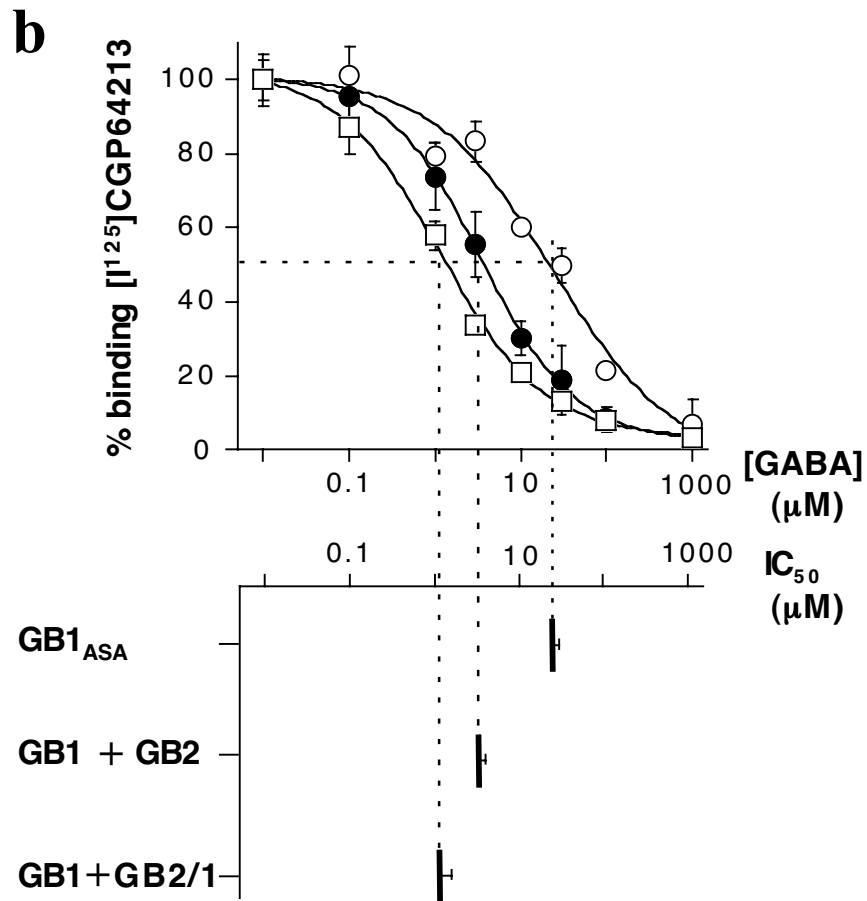 b
% binding [I¹²⁵]CGP64213
100
80
60
40
20
0
0.1 10 1000
[GABA]
(μM)
0.1 10 1000
IC₅₀
(μM)
GB1ASA
GB1 + GB2
GB1+GB2/1